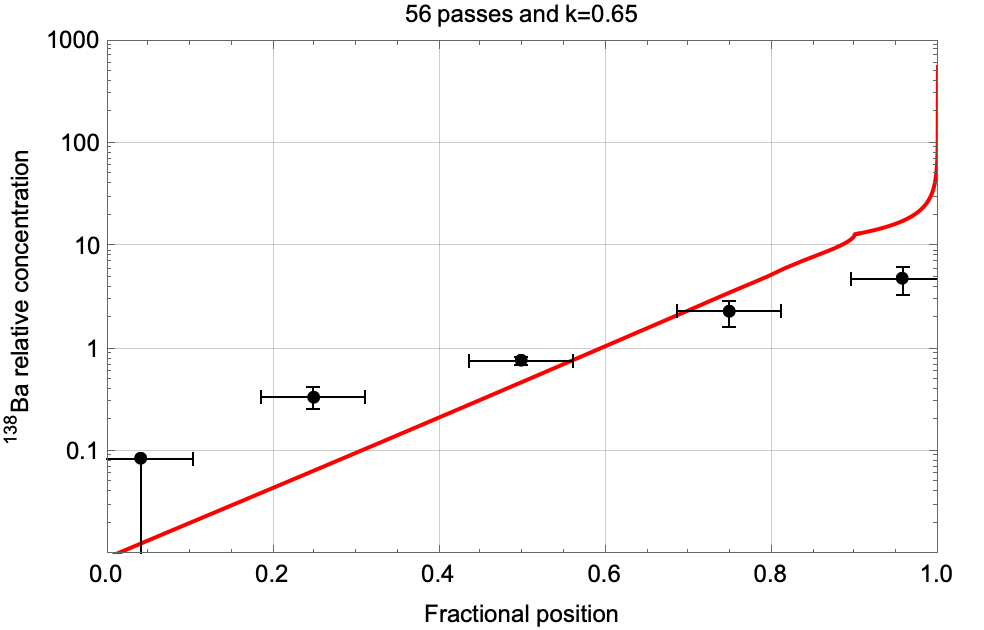 56 passes and k=0.65
1000
100
10
1
0.1
138Ba relative concentration
0.0 0.2 0.4 0.6 0.8 1.0
Fractional position